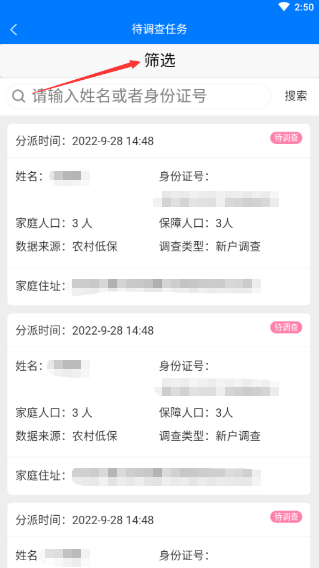 2:50
待调查任务
筛选
请输入姓名或者身份证号 搜索
分派时间：2022-9-28 14:48 待调查
姓名： 身份证号：
家庭人口：3 人 保障人口：3人
数据来源：农村低保 调查类型：新户调查
家庭住址：
分派时间：2022-9-28 14:48 待调查
姓名： 身份证号：
家庭人口：3 人 保障人口：3人
数据来源：农村低保 调查类型：新户调查
家庭住址：
分派时间：2022-9-28 14:48 待调查
姓名 身份证号：